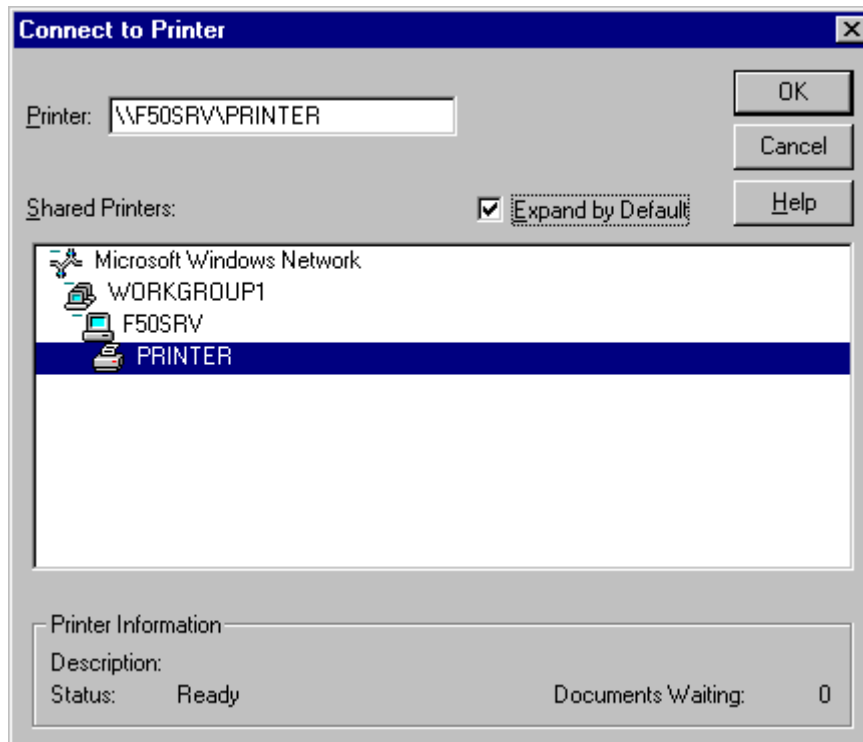 Connect to Printer
Printer: \\F50SRV\PRINTER
OK
Cancel
Shared Printers:
Expand by Default
Help
Microsoft Windows Network
WORKGROUP1
F50SRV
PRINTER
Printer Information
Description:
Status: Ready Documents Waiting: 0